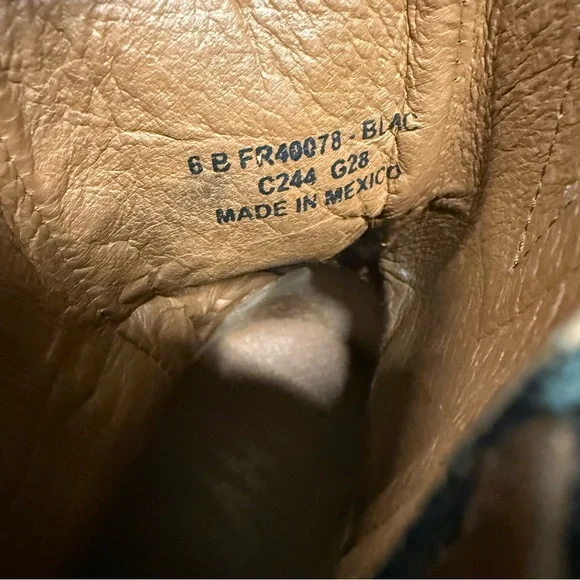 6 B FR40078 - BLAC
C244 G28
MADE IN MEXICO